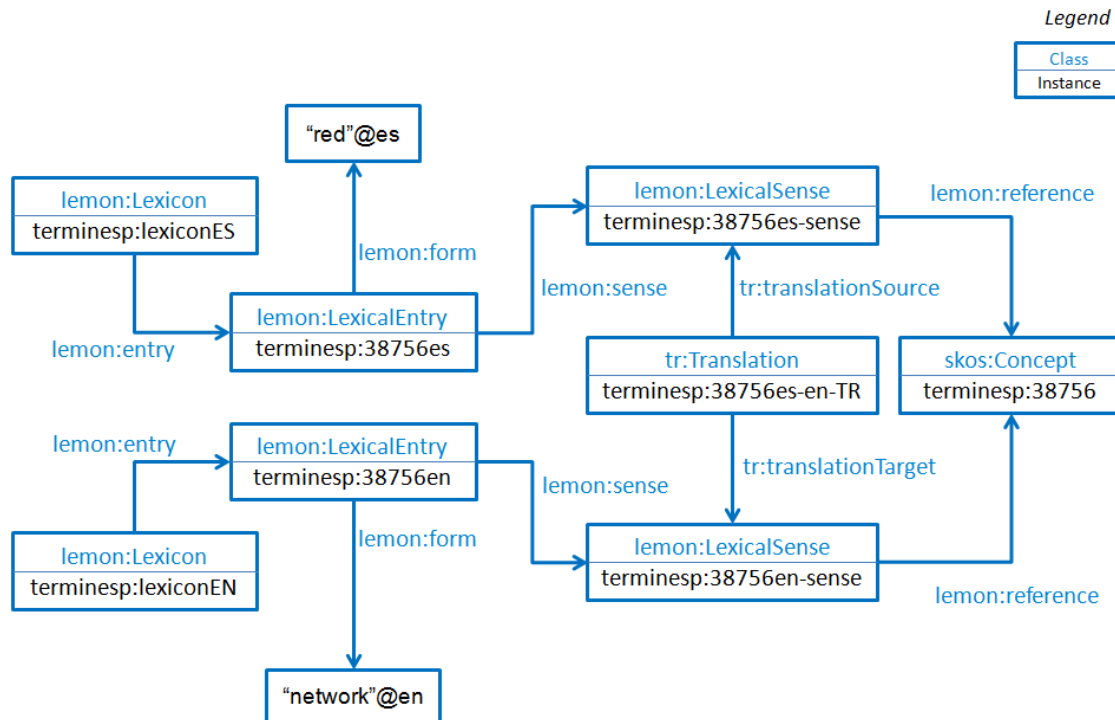 Legend
Class
Instance
“red”@es
lemon:Lexicon
terminesp:lexiconES
lemon:form
lemon:entry
lemon:LexicalEntry
terminesp:38756es
lemon:sense
lemon:LexicalSense
terminesp:38756es-sense
lemon:reference
tr:translationSource
tr:Translation
terminesp:38756es-en-TR
skos:Concept
terminesp:38756
lemon:entry
lemon:LexicalEntry
terminesp:38756en
lemon:sense
tr:translationTarget
lemon:Lexicon
terminesp:lexiconEN
lemon:form
lemon:LexicalSense
terminesp:38756en-sense
lemon:reference
“network”@en